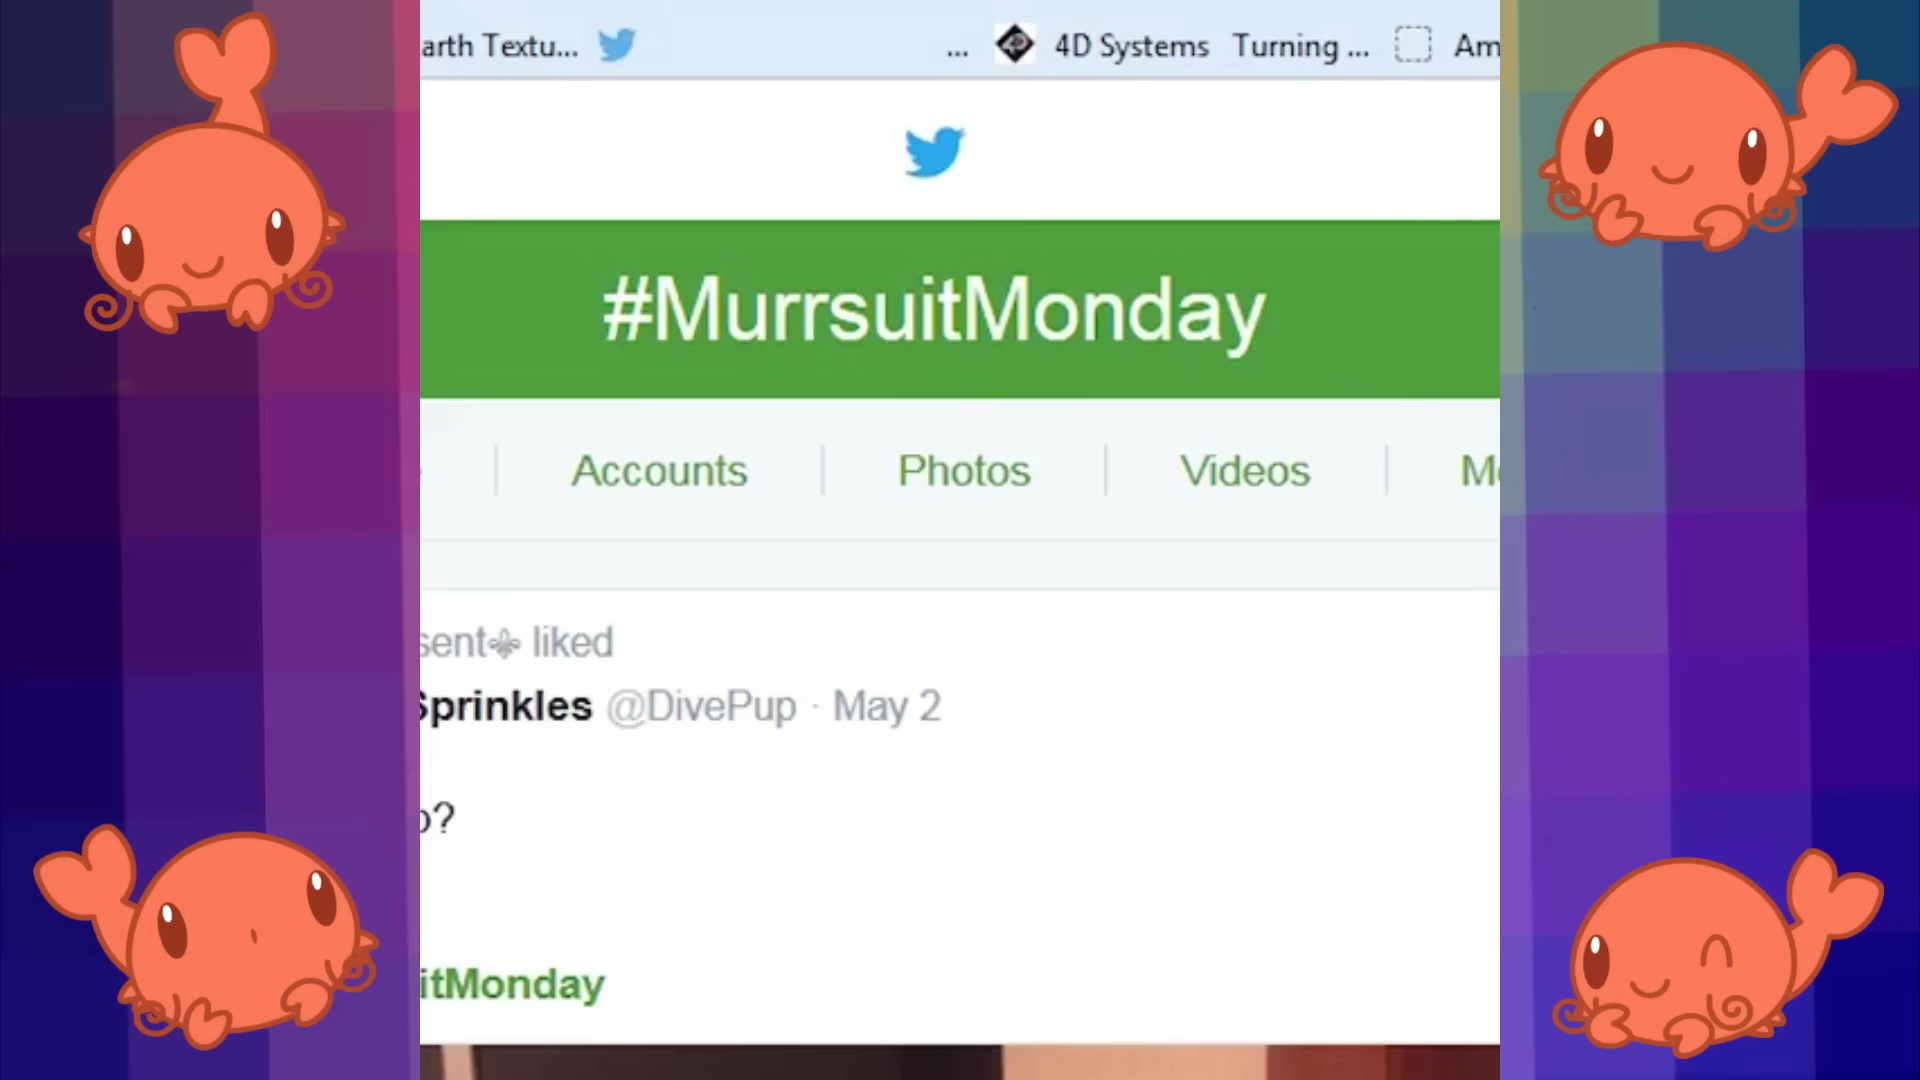 arth Textu... ... 4D Systems Turning ... Am
#MurrsuitMonday
Accounts Photos Videos
sent⚜ liked
Sprinkles @DivePup · May 2
o?
itMonday